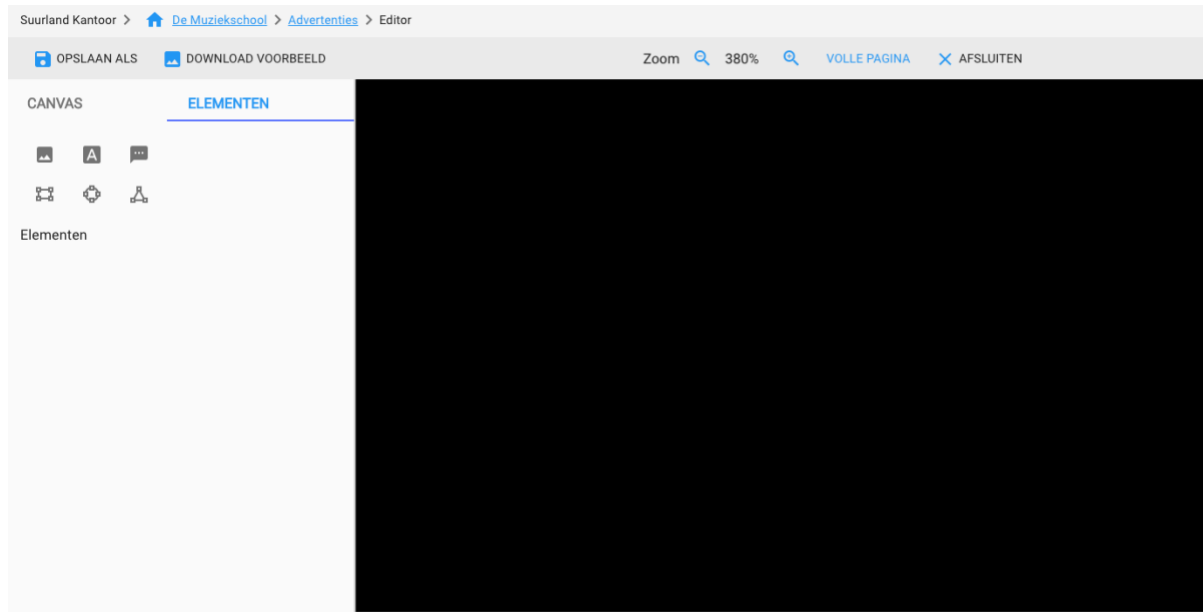 Suurland Kantoor > De Muziekschool > Advertenties > Editor
OPSLAAN ALS DOWNLOAD VOORBEELD Zoom 380% VOLLE PAGINA AFSLUITEN
CANVAS ELEMENTEN
A
Elementen